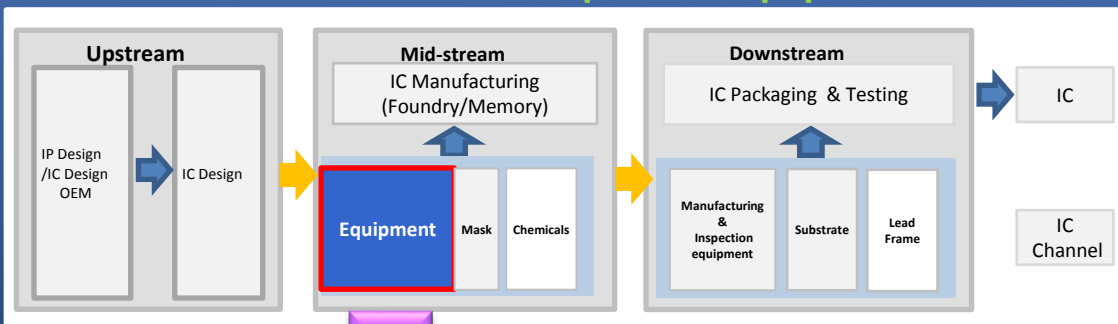 Upstream
IP Design
/IC Design
OEM
IC Design
Mid-stream
IC Manufacturing
(Foundry/Memory)
Equipment
Mask
Chemicals
Downstream
IC Packaging & Testing
Manufacturing
&
Inspection
equipment
Substrate
Lead
Frame
IC
IC
Channel